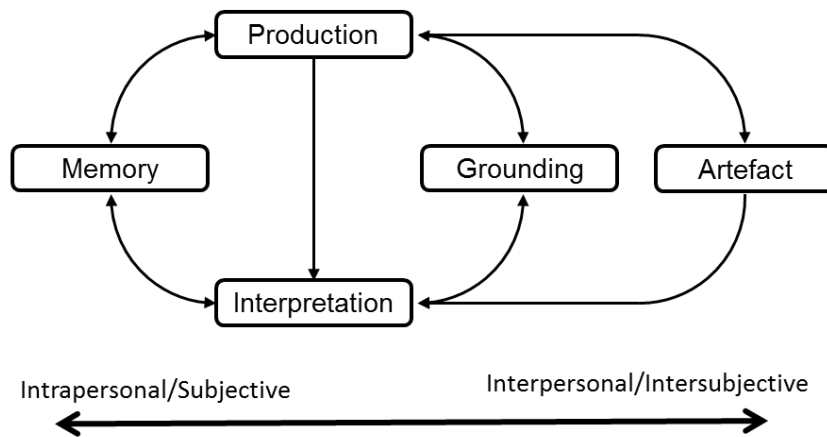 Production
Memory
Grounding
Artefact
Interpretation
Intrapersonal/Subjective
Interpersonal/Intersubjective